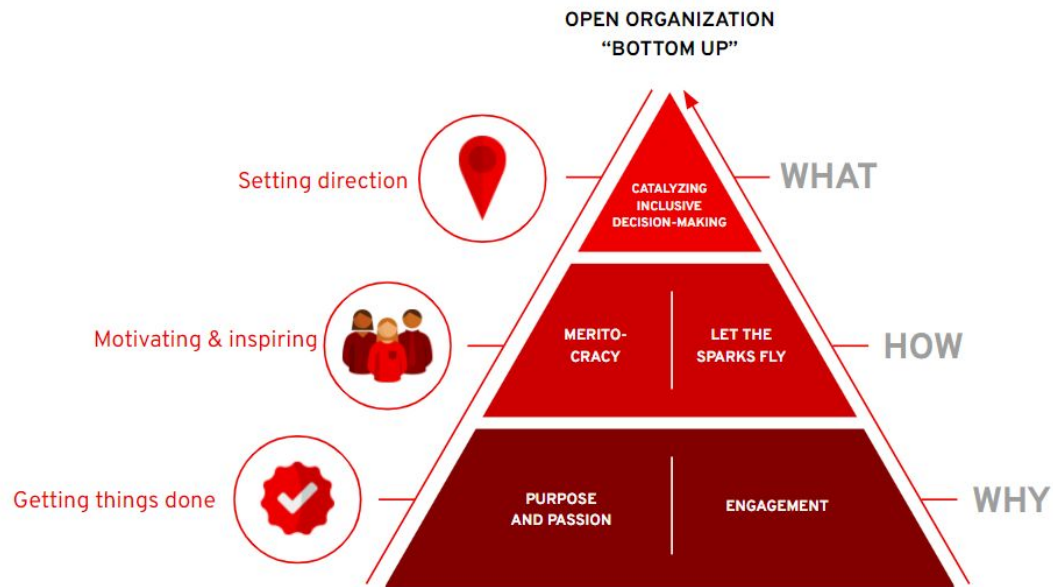 OPEN ORGANIZATION
“BOTTOM UP”
Setting direction
CATALYZING
INCLUSIVE
DECISION-MAKING
WHAT
Motivating & inspiring
MERITO-
CRACY
LET THE
SPARKS FLY
HOW
Getting things done
PURPOSE
AND PASSION
ENGAGEMENT
WHY